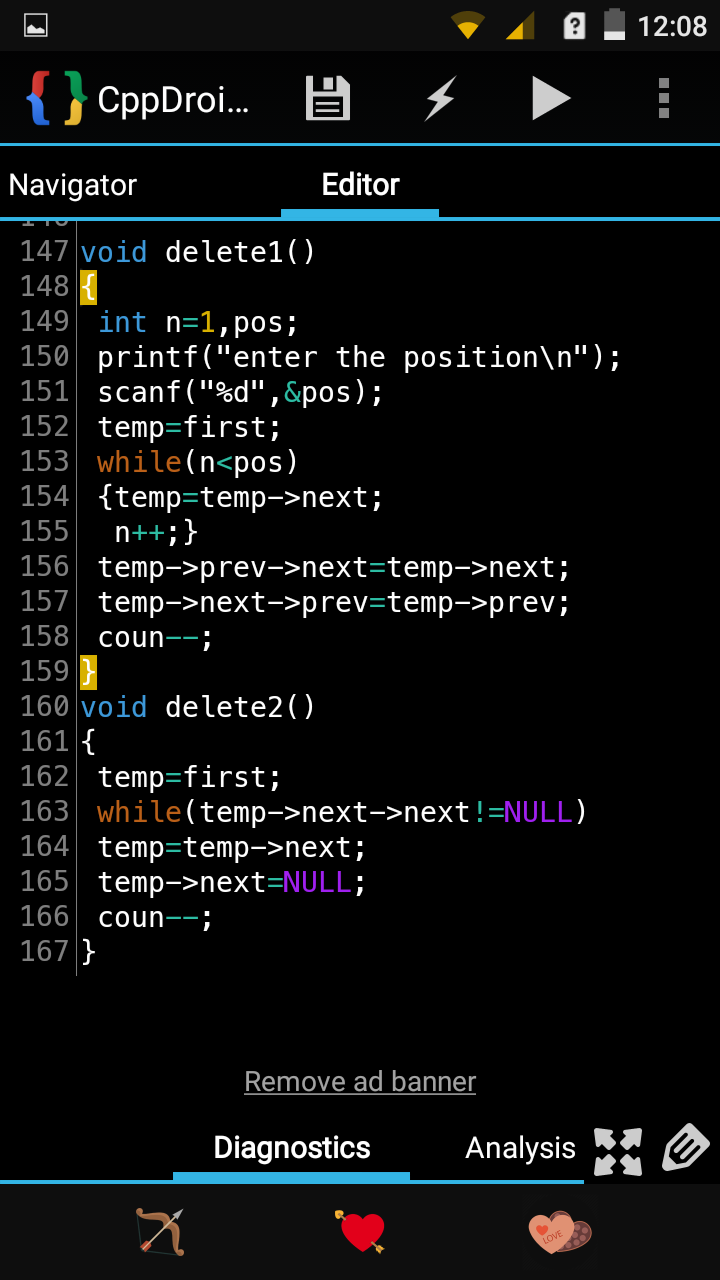 12:08
CppDroi...
Navigator
Editor
147 void delete1()
148 {
149  int n=1,pos;
150  printf("enter the position\n");
151  scanf("%d",&pos);
152  temp=first;
153  while(n<pos)
154  {temp=temp->next;
155   n++;}
156  temp->prev->next=temp->next;
157  temp->next->prev=temp->prev;
158  coun--;
159 }
160 void delete2()
161 {
162  temp=first;
163  while(temp->next->next!=NULL)
164  temp=temp->next;
165  temp->next=NULL;
166  coun--;
167 }
Remove ad banner
Diagnostics
Analysis
LOVE